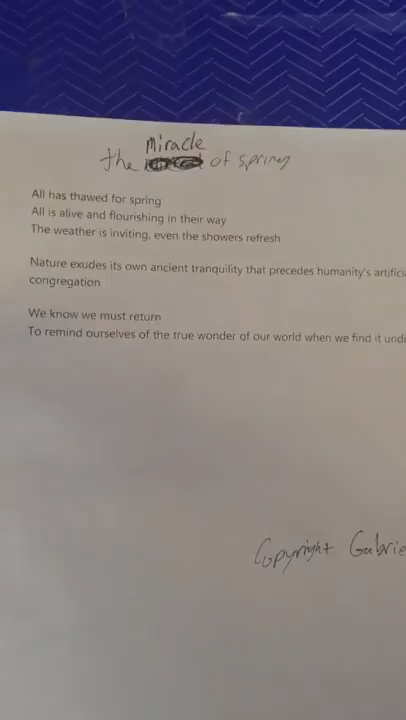 the Miracle of spring
All has thawed for spring
All is alive and flourishing in their way
The weather is inviting, even the showers refresh
Nature exudes its own ancient tranquility that precedes humanity's
congregation
We know we must return
To remind ourselves of the true wonder of our world when we find it
Copyright